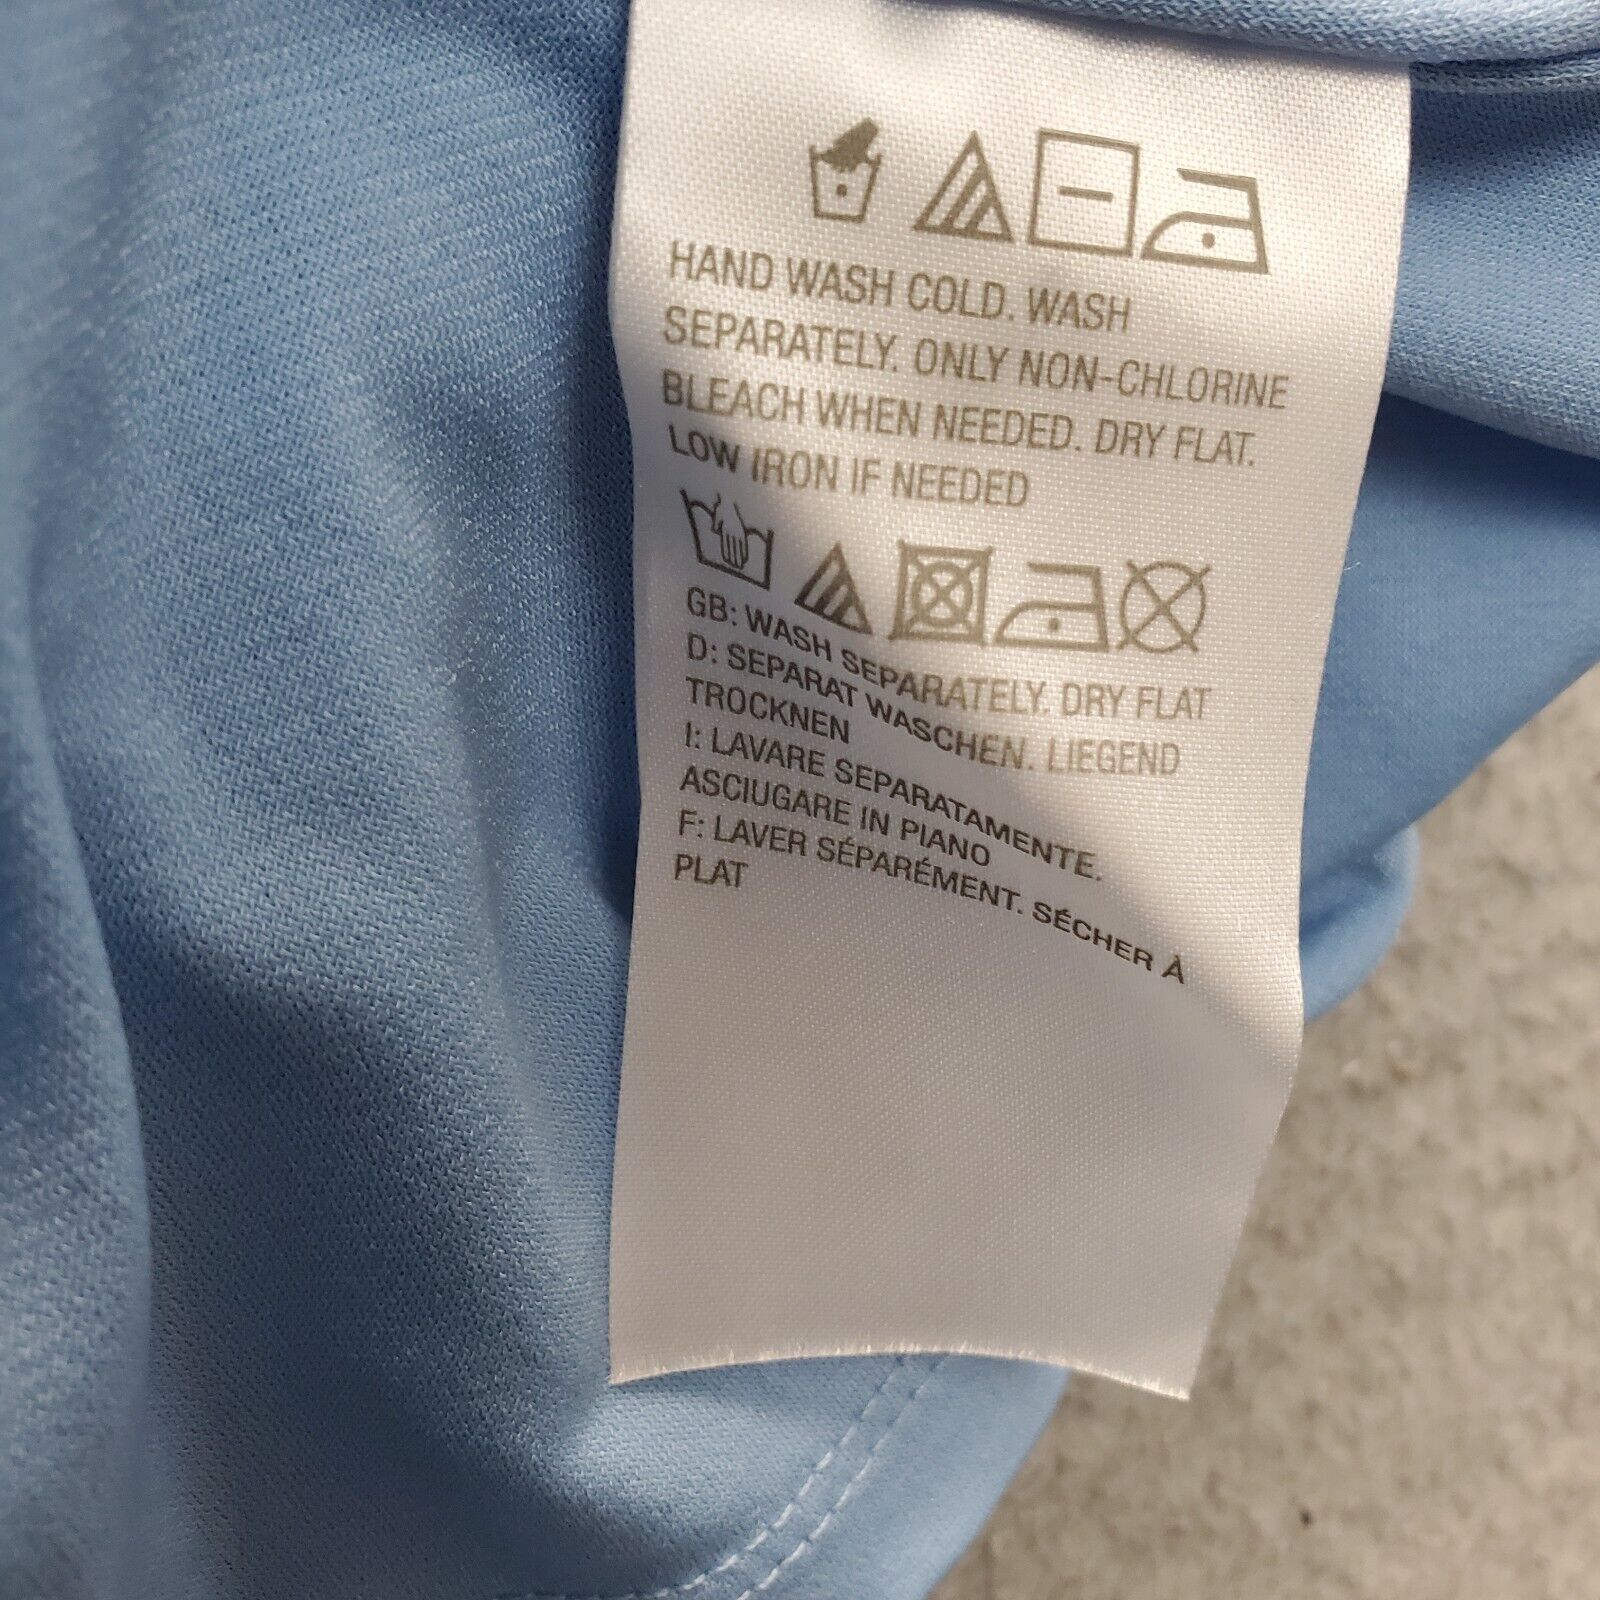 HAND WASH COLD. WASH
SEPARATELY. ONLY NON-CHLORINE
BLEACH WHEN NEEDED. DRY FLAT.
LOW IRON IF NEEDED
GB: WASH SEPARATELY. DRY FLAT
D: SEPARAT WASCHEN. LIEGEND
TROCKNEN
I: LAVARE SEPARATAMENTE.
ASCIUGARE IN PIANO
F: LAVER SÉPARÉMENT. SÉCHER À
PLAT